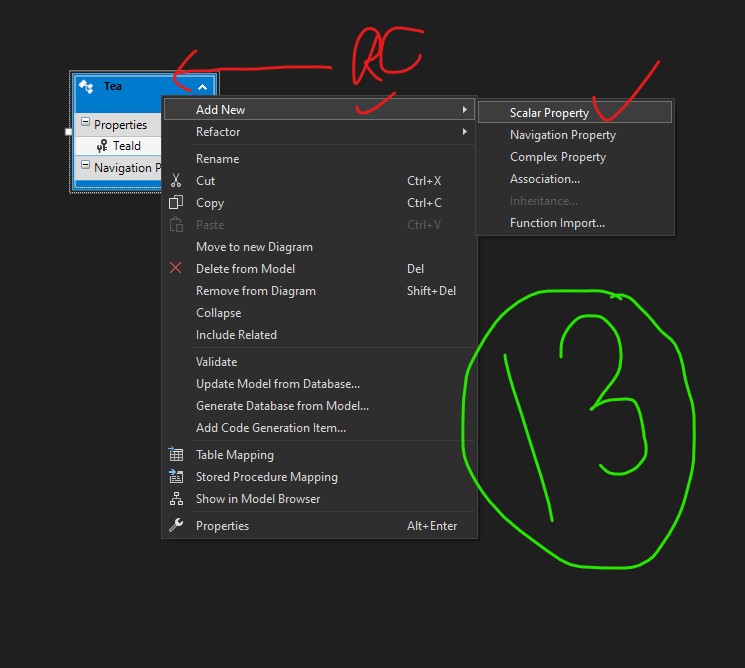 RC
Tea
Properties
TeaId
Navigation P
Add New
Refactor
Rename
Cut Ctrl+X
Copy Ctrl+C
Paste Ctrl+V
Move to new Diagram
Delete from Model Del
Remove from Diagram Shift+Del
Collapse
Include Related
Validate
Update Model from Database...
Generate Database from Model...
Add Code Generation Item...
Table Mapping
Stored Procedure Mapping
Show in Model Browser
Properties Alt+Enter
Scalar Property
Navigation Property
Complex Property
Association...
Inheritance...
Function Import...
13